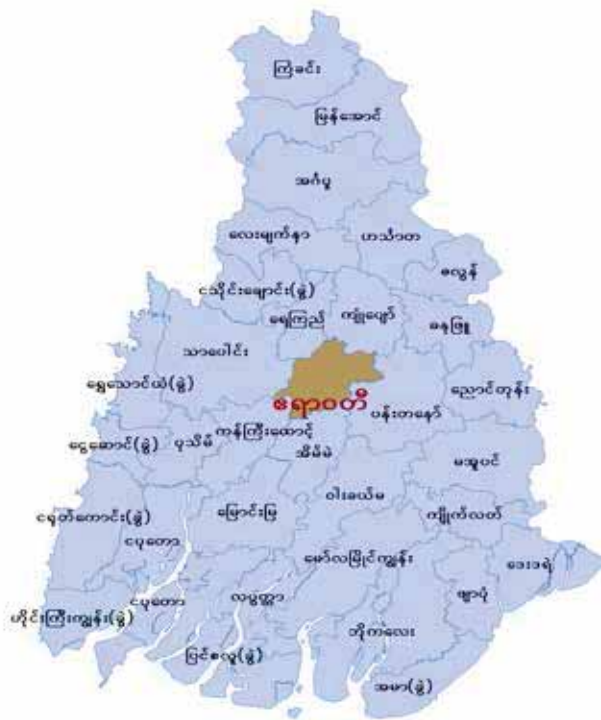 ကြံခင်း
မြန်အောင်
အင်္ဂပူ
လေးမျက်နှာ
ဟင်္သာတ
ဇလွန်
ငသိုင်းချောင်း(ခွဲ)
ရေကြည်
ကျုံပျော်
ဓနုဖြူ
သာပေါင်း
ရွှေသောင်ယံ(ခွဲ)
ဧရာဝတီ
ပန်းတနော်
ညောင်တုန်း
ငွေဆောင်(ခွဲ)
ပုသိမ်
ကန်ကြီးထောင့်
အိမ်မဲ
မအူပင်
ငရုတ်ကောင်း(ခွဲ)
ငပုတော
မြောင်းမြ
ဝါးခယ်မ
ကျိုက်လတ်
မော်လမြိုင်ကျွန်း
ဒေးဒရဲ
ဟိုင်းကြီးကျွန်း(ခွဲ)
ငပုတော
လပွတ္တာ
ဖျာပုံ
ဘိုကလေး
ပြင်စလူ(ခွဲ)
အမာ(ခွဲ)